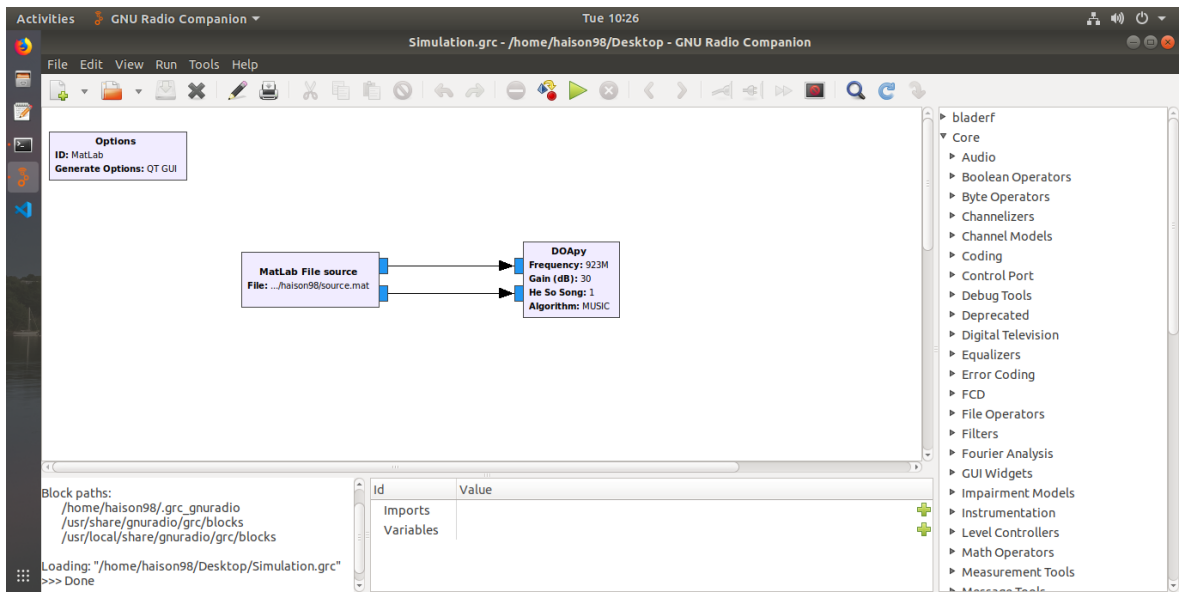 Activities GNU Radio Companion Tue 10:26
Simulation.grc - /home/haison98/Desktop - GNU Radio Companion
File Edit View Run Tools Help
Options
ID: MatLab
Generate Options: QT GUI
MatLab File source
File: .../haison98/source.mat
DOApy
Frequency: 923M
Gain (dB): 30
He So Song: 1
Algorithm: MUSIC
bladerf
Core
Audio
Boolean Operators
Byte Operators
Channelizers
Channel Models
Coding
Control Port
Debug Tools
Deprecated
Digital Television
Equalizers
Error Coding
FCD
File Operators
Filters
Fourier Analysis
GUI Widgets
Impairment Models
Instrumentation
Level Controllers
Math Operators
Measurement Tools
Message Tools
Block paths:
/home/haison98/.grc_gnuradio
/usr/share/gnuradio/grc/blocks
/usr/local/share/gnuradio/grc/blocks
Loading: "/home/haison98/Desktop/Simulation.grc"
>>> Done
Id Value
Imports
Variables